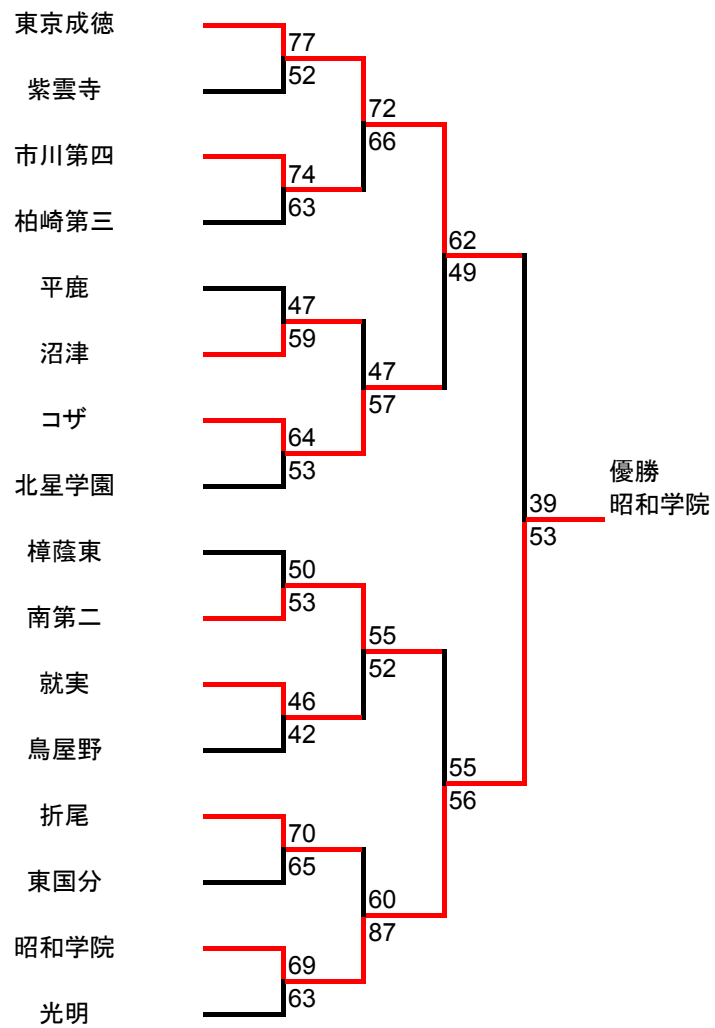 東京成徳
77
52
紫雲寺
72
66
市川第四
74
63
柏崎第三
62
49
平鹿
47
59
沼津
47
57
コザ
64
53
北星学園
優勝
39
昭和学院
53
樟蔭東
50
53
南第二
55
52
就実
46
42
鳥屋野
55
56
折尾
70
65
東国分
60
87
昭和学院
69
63
光明